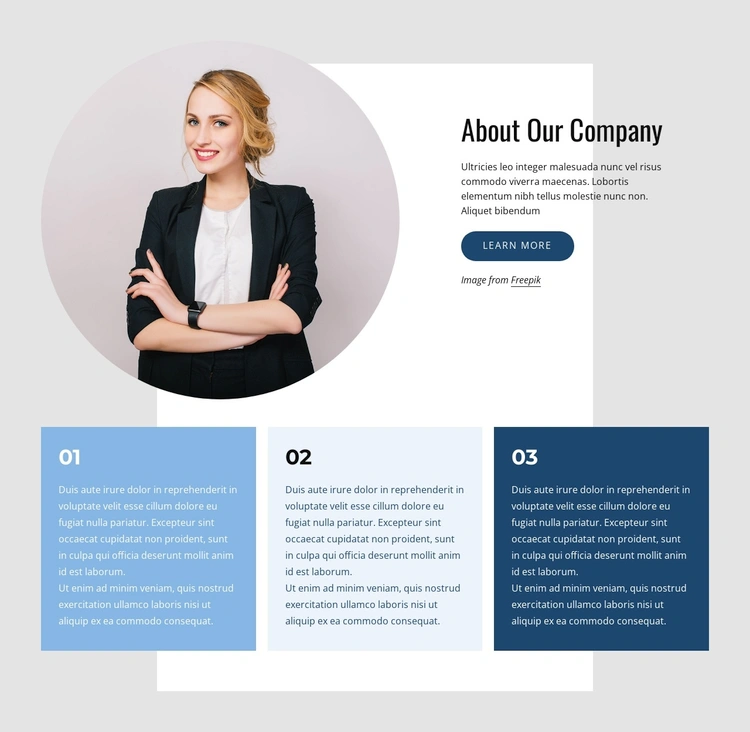 About Our Company
Ultricies leo integer malesuada nunc vel risus
commodo viverra maecenas. Lobortis
elementum nibh tellus molestie nunc non.
Aliquet bibendum
LEARN MORE
Image from Freepik
01
Duis aute irure dolor in reprehenderit in
voluptate velit esse cillum dolore eu
fugiat nulla pariatur. Excepteur sint
occaecat cupidatat non proident, sunt
in culpa qui officia deserunt mollit anim
id est laborum.
Ut enim ad minim veniam, quis nostrud
exercitation ullamco laboris nisi ut
aliquip ex ea commodo consequat.
02
Duis aute irure dolor in reprehenderit in
voluptate velit esse cillum dolore eu
fugiat nulla pariatur. Excepteur sint
occaecat cupidatat non proident, sunt
in culpa qui officia deserunt mollit anim
id est laborum.
Ut enim ad minim veniam, quis nostrud
exercitation ullamco laboris nisi ut
aliquip ex ea commodo consequat.
03
Duis aute irure dolor in reprehenderit in
voluptate velit esse cillum dolore eu
fugiat nulla pariatur. Excepteur sint
occaecat cupidatat non proident, sunt
in culpa qui officia deserunt mollit anim
id est laborum.
Ut enim ad minim veniam, quis nostrud
exercitation ullamco laboris nisi ut
aliquip ex ea commodo consequat.